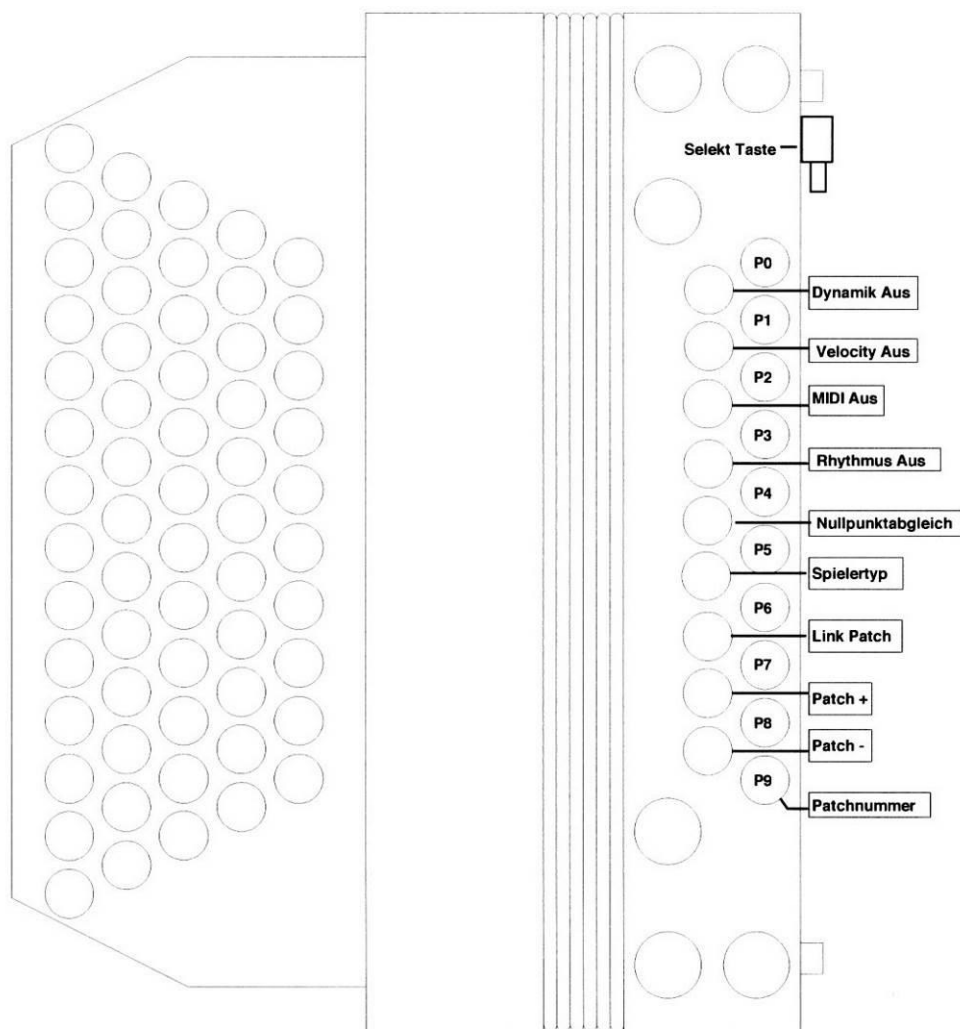 Selekt Taste
P0
Dynamik Aus
P1
Velocity Aus
P2
MIDI Aus
P3
Rhythmus Aus
P4
Nullpunktabgleich
P5
Spielertyp
P6
Link Patch
P7
Patch +
P8
Patch -
P9
Patchnummer